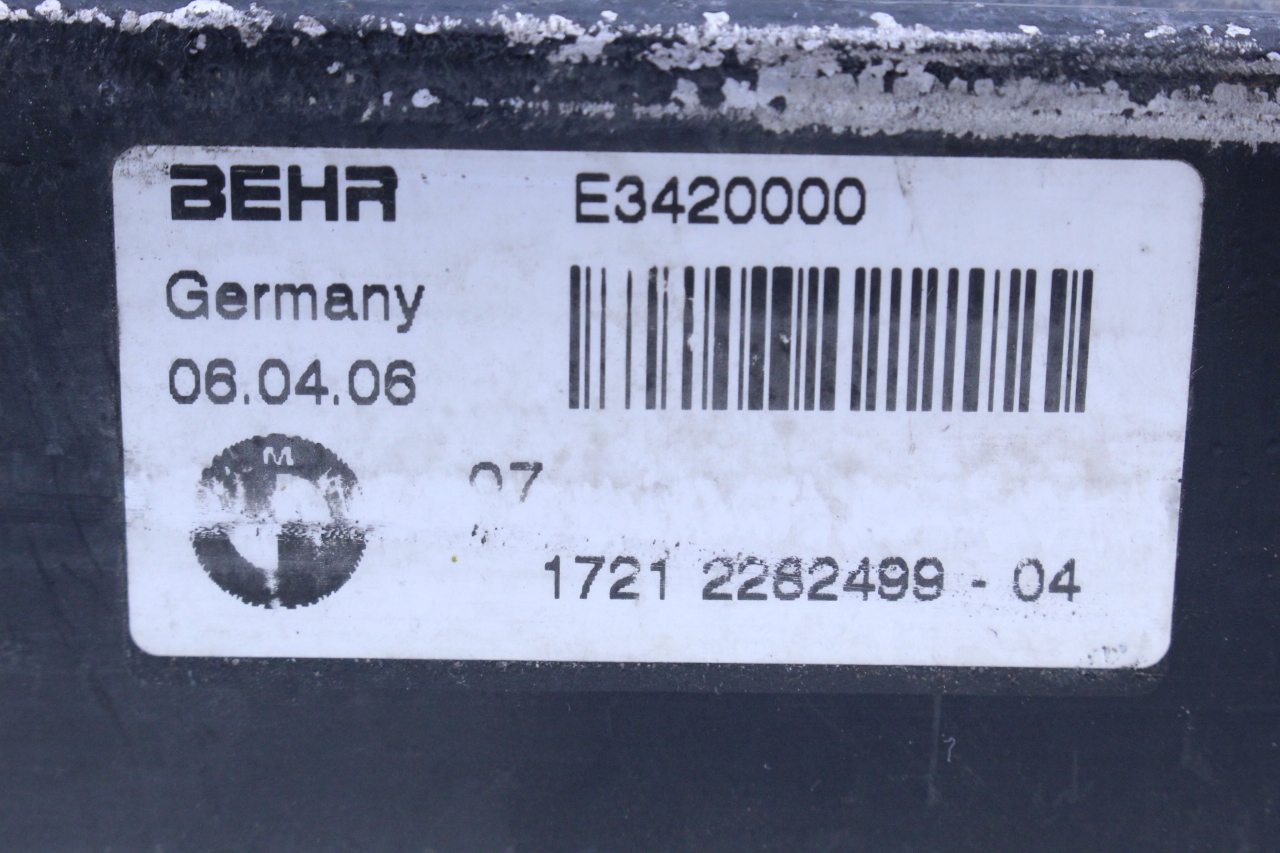 BEHR E3420000
Germany
06.04.06
M
07
1721 2282499 - 04